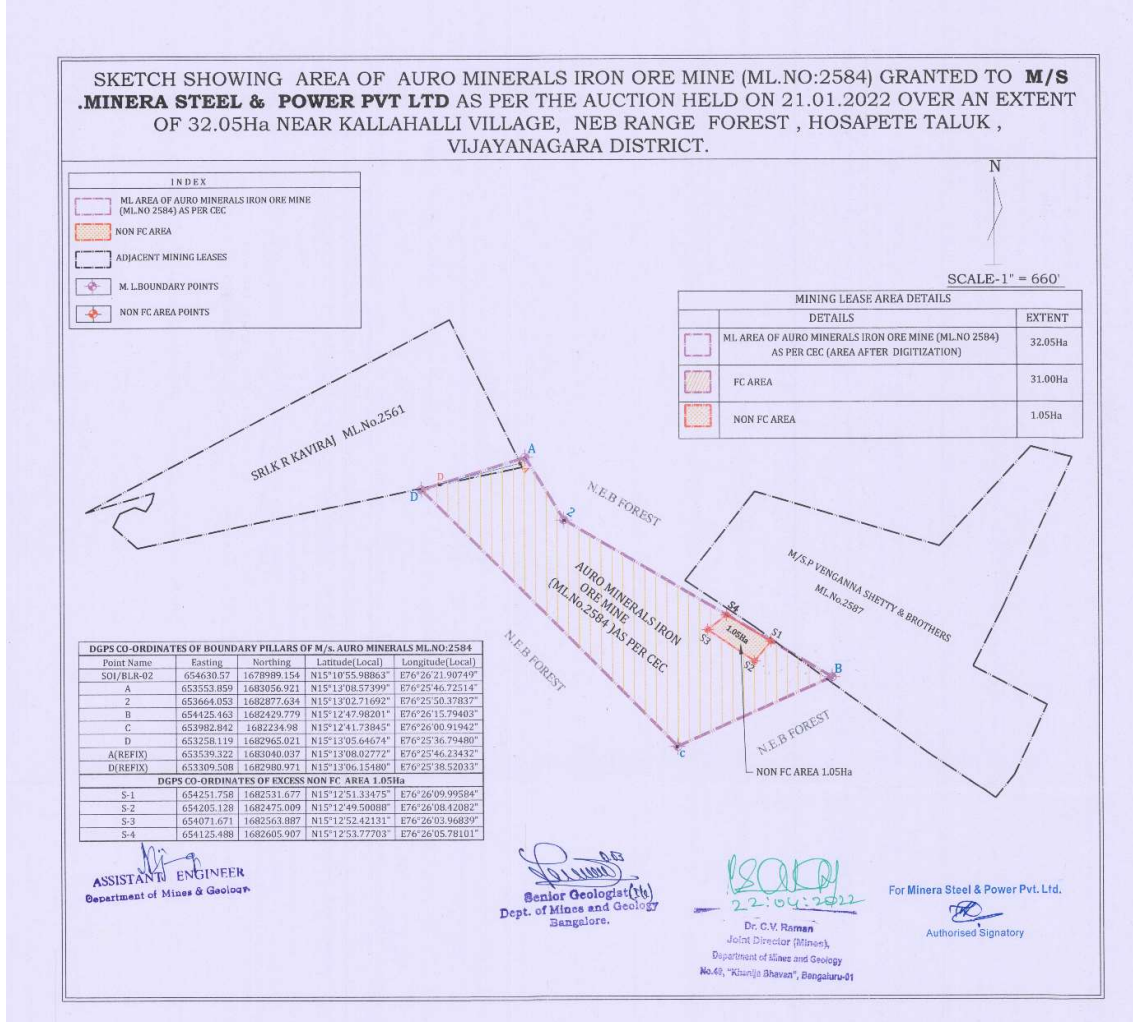 SKETCH SHOWING AREA OF AURO MINERALS IRON ORE MINE (ML.NO:2584) GRANTED TO M/S
.MINERA STEEL & POWER PVT LTD AS PER THE AUCTION HELD ON 21.01.2022 OVER AN EXTENT
OF 32.05Ha NEAR KALLAHALLI VILLAGE, NEB RANGE FOREST , HOSAPETE TALUK ,
VIJAYANAGARA DISTRICT.
INDEX
ML AREA OF AURO MINERALS IRON ORE MINE
(ML.NO 2584) AS PER CEC
NON FC AREA
ADJACENT MINING LEASES
M. L.BOUNDARY POINTS
NON FC AREA POINTS
N
SCALE-1" = 660'
MINING LEASE AREA DETAILS
DETAILS EXTENT
ML AREA OF AURO MINERALS IRON ORE MINE (ML.NO 2584)
AS PER CEC (AREA AFTER DIGITIZATION) 32.05Ha
FC AREA 31.00Ha
NON FC AREA 1.05Ha
SRI.K R KAVIRAJ ML.No.2561
A
D
D
2
N.E.B FOREST
AURO MINERALS IRON
ORE MINE
(ML.No.2584 )AS PER CEC
M/S.P VENGANNA SHETTY & BROTHERS
ML.No.2587
S4
S1
S3
S2
1.05Ha
B
N.E.B FOREST
N.E.B FOREST
C
NON FC AREA 1.05Ha
DGPS CO-ORDINATES OF BOUNDARY PILLARS OF M/s. AURO MINERALS ML.NO:2584
Point Name Easting Northing Latitude(Local) Longitude(Local)
SOI/BLR-02 654630.57 1678989.154 N15°10'55.98863" E76°26'21.90749"
A 653553.859 1683056.921 N15°13'08.57399" E76°25'46.72514"
2 653664.053 1682877.634 N15°13'02.71692" E76°25'50.37837"
B 654425.463 1682429.779 N15°12'47.98201" E76°26'15.79403"
C 653982.842 1682234.98 N15°12'41.73845" E76°26'00.91942"
D 653258.119 1682965.021 N15°13'05.64674" E76°25'36.79480"
A(REFIX) 653539.322 1683040.037 N15°13'08.02772" E76°25'46.23432"
D(REFIX) 653309.508 1682980.971 N15°13'06.15480" E76°25'38.52033"
DGPS CO-ORDINATES OF EXCESS NON FC AREA 1.05Ha
S-1 654251.758 1682531.677 N15°12'51.33475" E76°26'09.99584"
S-2 654205.128 1682475.009 N15°12'49.50088" E76°26'08.42082"
S-3 654071.671 1682563.887 N15°12'52.42131" E76°26'03.96839"
S-4 654125.488 1682605.907 N15°12'53.77703" E76°26'05.78101"
ASSISTANT ENGINEER
Department of Mines & Geology
Senior Geologist
Dept. of Mines and Geology
Bangalore.
22:04:2022
Dr. C.V. Raman
Joint Director (Mines),
Department of Mines and Geology
No.49, "Khanija Bhavan", Bengaluru-01
For Minera Steel & Power Pvt. Ltd.
Authorised Signatory